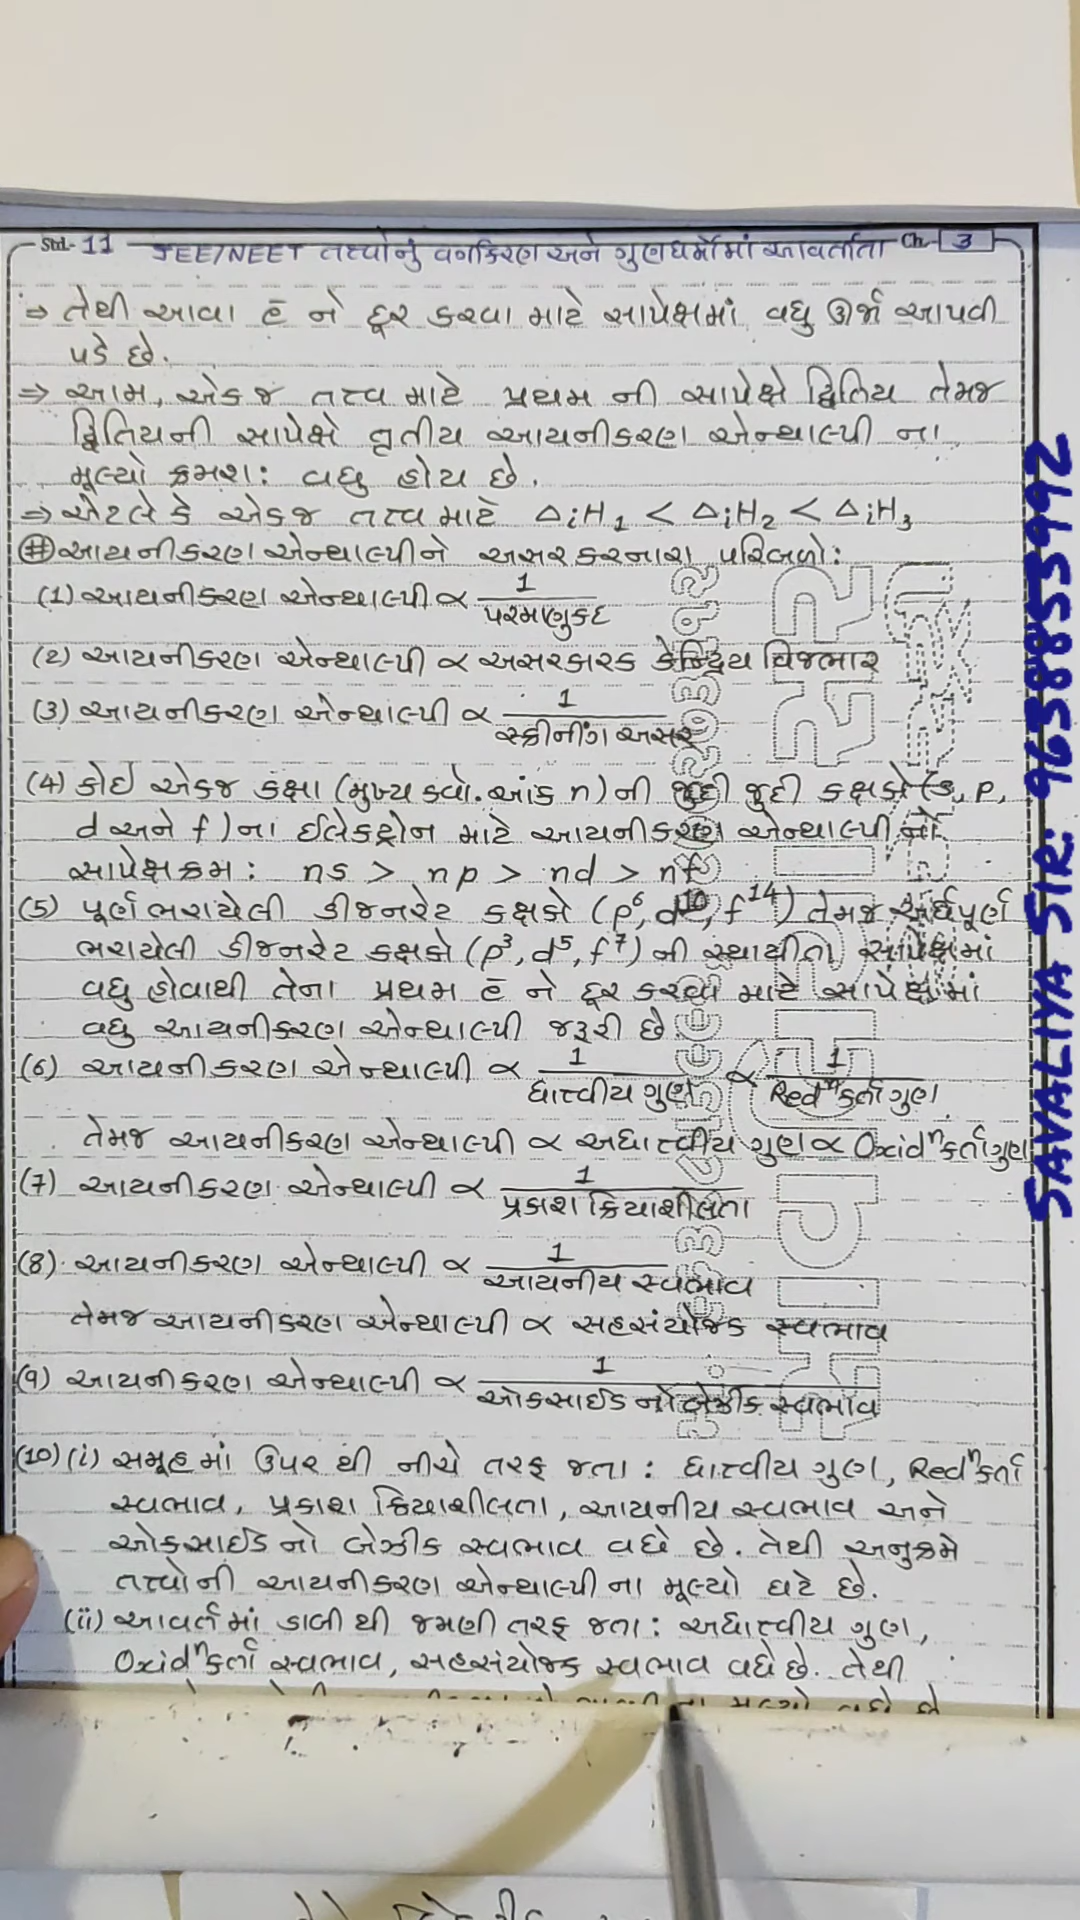 Std.- 11 JEE/NEET તત્ત્વોનું વર્ગીકરણ અને ગુણધર્મોમાં આવર્તતા Ch.- 3
⇒ તેથી આવા ē ને દૂર કરવા માટે સાપેક્ષમાં વધુ ઊર્જા આપવી
પડે છે.
⇒ આમ, એક જ તત્વ માટે પ્રથમ ની સાપેક્ષે દ્વિતિય તેમજ
દ્વિતિયની સાપેક્ષે તૃતીય આયનીકરણ એન્થાલ્પી ના
મૂલ્યો ક્રમશઃ વધુ હોય છે.
⇒ એટલે કે એકજ તત્વ માટે ΔiH1 < ΔiH2 < ΔiH3
# આયનીકરણ એન્થાલ્પીને અસર કરનારા પરિબળો:
(1) આયનીકરણ એન્થાલ્પી ∝ 1 / પરમાણુકદ
(2) આયનીકરણ એન્થાલ્પી ∝ અસરકારક કેન્દ્રિય વિજભાર
(3) આયનીકરણ એન્થાલ્પી ∝ 1 / સ્ક્રીનીંગ અસર
(4) કોઇ એકજ કક્ષા (મુખ્ય ક્વો. આંક n) ની જુદી જુદી કક્ષકો (s, p,
d અને f) ના ઈલેક્ટ્રોન માટે આયનીકરણ એન્થાલ્પી નો
સાપેક્ષ ક્રમ: ns > np > nd > nf
(5) પૂર્ણ ભરાયેલી ડીજનરેટ કક્ષકો (p⁶, d¹⁰, f¹⁴) તેમજ અર્ધપૂર્ણ
ભરાયેલી ડીજનરેટ કક્ષકો (p³, d⁵, f⁷) ની સ્થાયીતા સાપેક્ષમાં
વધુ હોવાથી તેના પ્રથમ ē ને દૂર કરવા માટે સાપેક્ષમાં
વધુ આયનીકરણ એન્થાલ્પી જરૂરી છે
(6) આયનીકરણ એન્થાલ્પી ∝ 1 / ધાત્વીય ગુણ ∝ 1 / Redⁿકર્તા ગુણ
તેમજ આયનીકરણ એન્થાલ્પી ∝ અધાત્વીય ગુણ ∝ Oxidⁿકર્તા ગુણ
(7) આયનીકરણ એન્થાલ્પી ∝ 1 / પ્રકાશ ક્રિયાશીલતા
(8) આયનીકરણ એન્થાલ્પી ∝ 1 / આયનીય સ્વભાવ
તેમજ આયનીકરણ એન્થાલ્પી ∝ સહસંયોજક સ્વભાવ
(9) આયનીકરણ એન્થાલ્પી ∝ 1 / ઓક્સાઈડ નો બેઝીક સ્વભાવ
(10) (i) સમૂહ માં ઉપર થી નીચે તરફ જતા: ધાત્વીય ગુણ, Redⁿકર્તા
સ્વભાવ, પ્રકાશ ક્રિયાશીલતા, આયનીય સ્વભાવ અને
ઓકસાઈડ નો બેઝીક સ્વભાવ વધે છે. તેથી અનુક્રમે
તત્વોની આયનીકરણ એન્થાલ્પી ના મૂલ્યો ઘટે છે.
(ii) આવર્ત માં ડાબી થી જમણી તરફ જતા: અધાત્વીય ગુણ,
Oxidⁿકર્તા સ્વભાવ, સહસંયોજક સ્વભાવ વધે છે. તેથી
SAVALIYA SIR: 9638853992